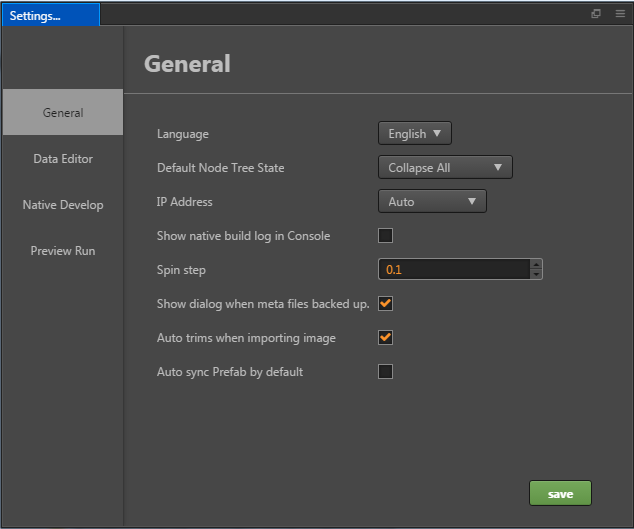 Settings...
General
General
Data Editor
Native Develop
Preview Run
Language English
Default Node Tree State Collapse All
IP Address Auto
Show native build log in Console
Spin step 0.1
Show dialog when meta files backed up.
Auto trims when importing image
Auto sync Prefab by default
save